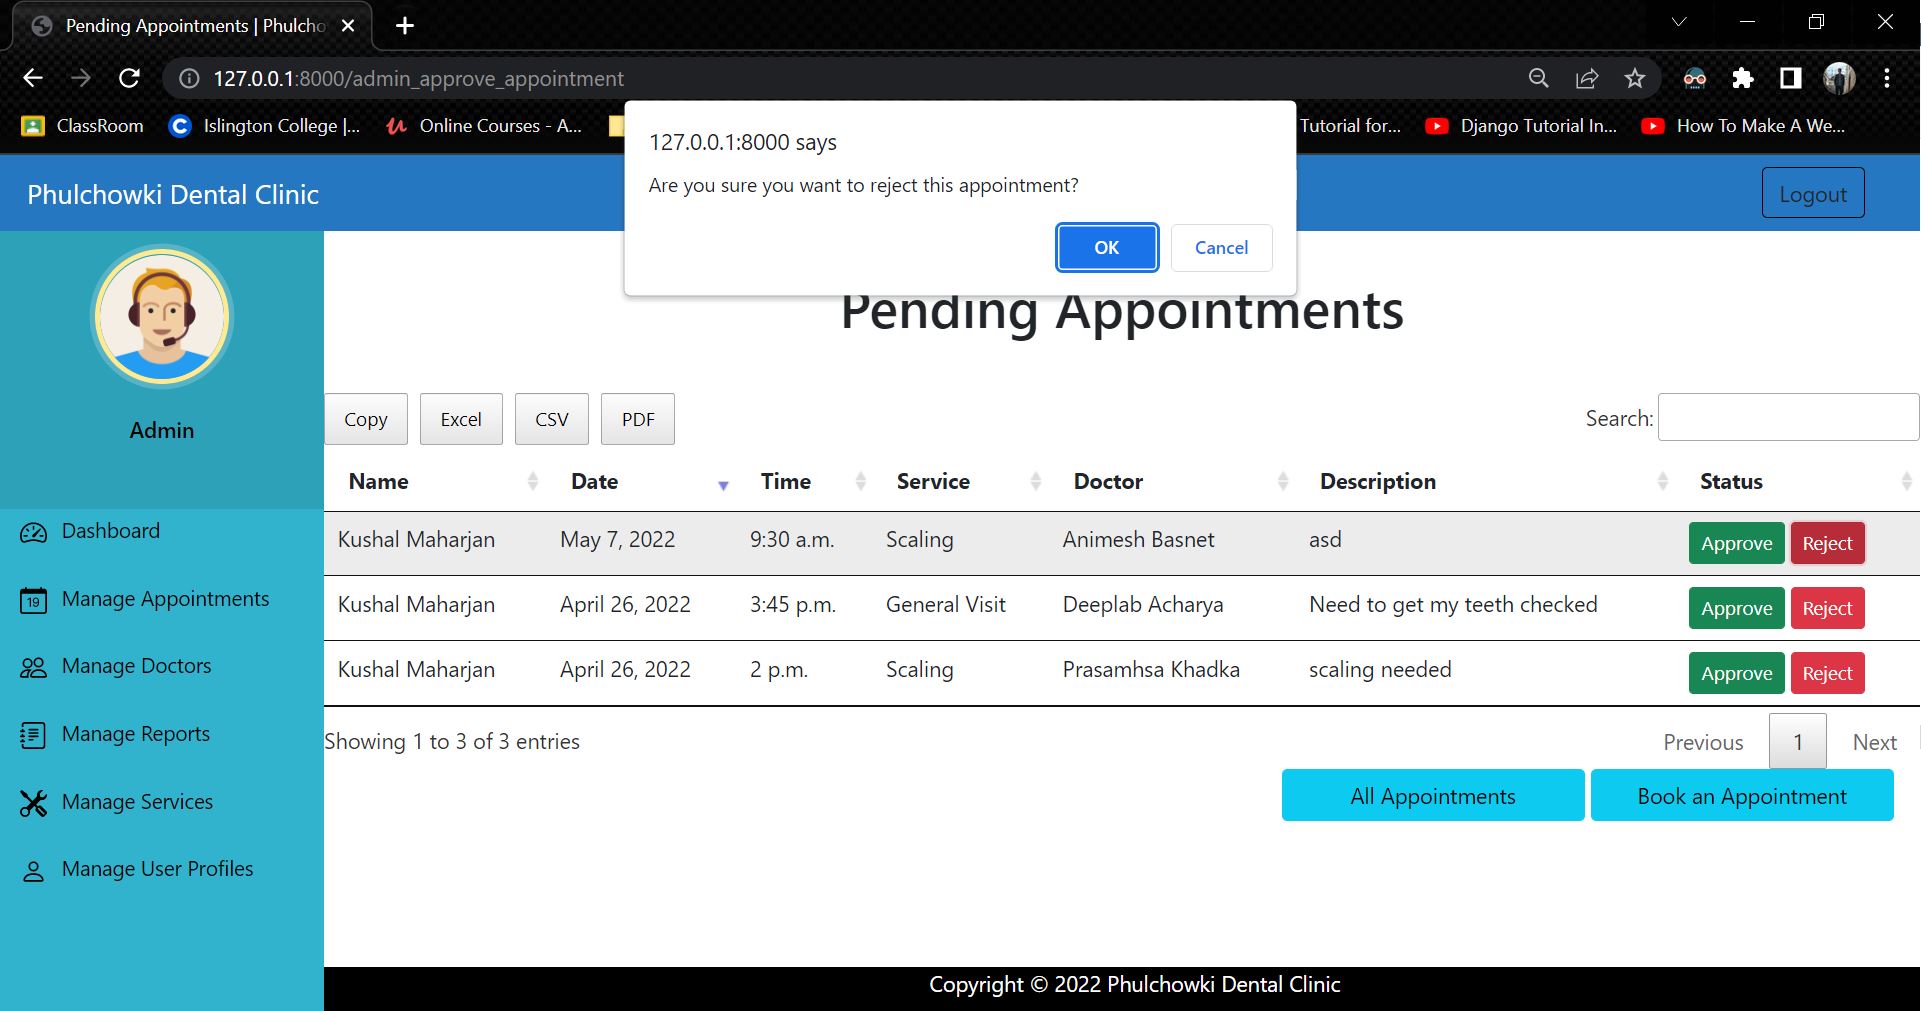 Pending Appointments | Phulcho
127.0.0.1:8000/admin_approve_appointment
ClassRoom Islington College |... Online Courses - A... Tutorial for... Django Tutorial In... How To Make A We...
127.0.0.1:8000 says
Are you sure you want to reject this appointment?
OK Cancel
Phulchowki Dental Clinic Logout
Admin
Dashboard
19 Manage Appointments
Manage Doctors
Manage Reports
Manage Services
Manage User Profiles
Pending Appointments
Copy Excel CSV PDF Search:
Name Date Time Service Doctor Description Status
Kushal Maharjan May 7, 2022 9:30 a.m. Scaling Animesh Basnet asd Approve Reject
Kushal Maharjan April 26, 2022 3:45 p.m. General Visit Deeplab Acharya Need to get my teeth checked Approve Reject
Kushal Maharjan April 26, 2022 2 p.m. Scaling Prasamhsa Khadka scaling needed Approve Reject
Showing 1 to 3 of 3 entries Previous 1 Next
All Appointments Book an Appointment
Copyright © 2022 Phulchowki Dental Clinic